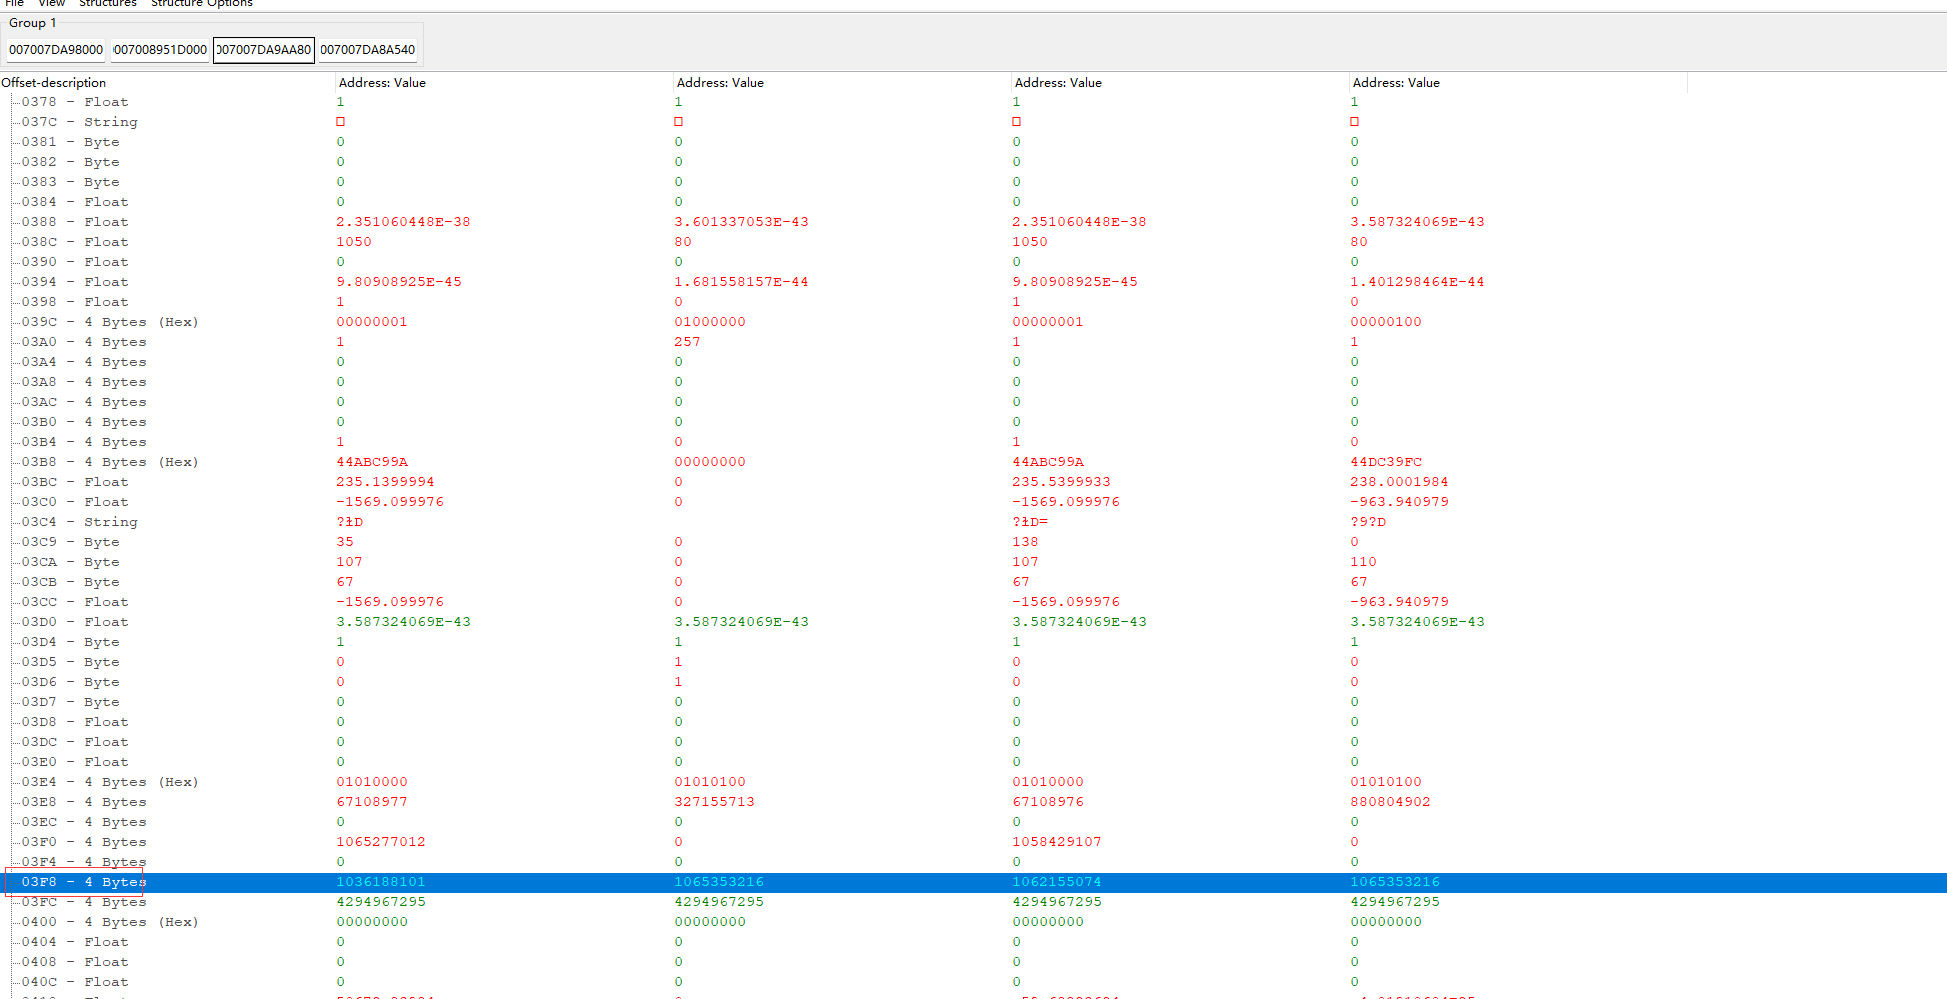 File View Structures Structure Options
Group 1
007007DA98000 007008951D000 007007DA9AA80 007007DA8A540
Offset-description Address: Value Address: Value Address: Value Address: Value
0378 - Float 1 1 1 1
037C - String □ □ □ □
0381 - Byte 0 0 0 0
0382 - Byte 0 0 0 0
0383 - Byte 0 0 0 0
0384 - Float 0 0 0 0
0388 - Float 2.351060448E-38 3.601337053E-43 2.351060448E-38 3.587324069E-43
038C - Float 1050 80 1050 80
0390 - Float 0 0 0 0
0394 - Float 9.80908925E-45 1.681558157E-44 9.80908925E-45 1.401298464E-44
0398 - Float 1 0 1 0
039C - 4 Bytes (Hex) 00000001 01000000 00000001 00000100
03A0 - 4 Bytes 1 257 1 1
03A4 - 4 Bytes 0 0 0 0
03A8 - 4 Bytes 0 0 0 0
03AC - 4 Bytes 0 0 0 0
03B0 - 4 Bytes 0 0 0 0
03B4 - 4 Bytes 1 0 1 0
03B8 - 4 Bytes (Hex) 44ABC99A 00000000 44ABC99A 44DC39FC
03BC - Float 235.1399994 0 235.5399933 238.0001984
03C0 - Float -1569.099976 0 -1569.099976 -963.940979
03C4 - String ?łD ?łD= ?9?D
03C9 - Byte 35 0 138 0
03CA - Byte 107 0 107 110
03CB - Byte 67 0 67 67
03CC - Float -1569.099976 0 -1569.099976 -963.940979
03D0 - Float 3.587324069E-43 3.587324069E-43 3.587324069E-43 3.587324069E-43
03D4 - Byte 1 1 1 1
03D5 - Byte 0 1 0 0
03D6 - Byte 0 1 0 0
03D7 - Byte 0 0 0 0
03D8 - Float 0 0 0 0
03DC - Float 0 0 0 0
03E0 - Float 0 0 0 0
03E4 - 4 Bytes (Hex) 01010000 01010100 01010000 01010100
03E8 - 4 Bytes 67108977 327155713 67108976 880804902
03EC - 4 Bytes 0 0 0 0
03F0 - 4 Bytes 1065277012 0 1058429107 0
03F4 - 4 Bytes 0 0 0 0
03F8 - 4 Bytes 1036188101 1065353216 1062155074 1065353216
03FC - 4 Bytes 4294967295 4294967295 4294967295 4294967295
0400 - 4 Bytes (Hex) 00000000 00000000 00000000 00000000
0404 - Float 0 0 0 0
0408 - Float 0 0 0 0
040C - Float 0 0 0 0